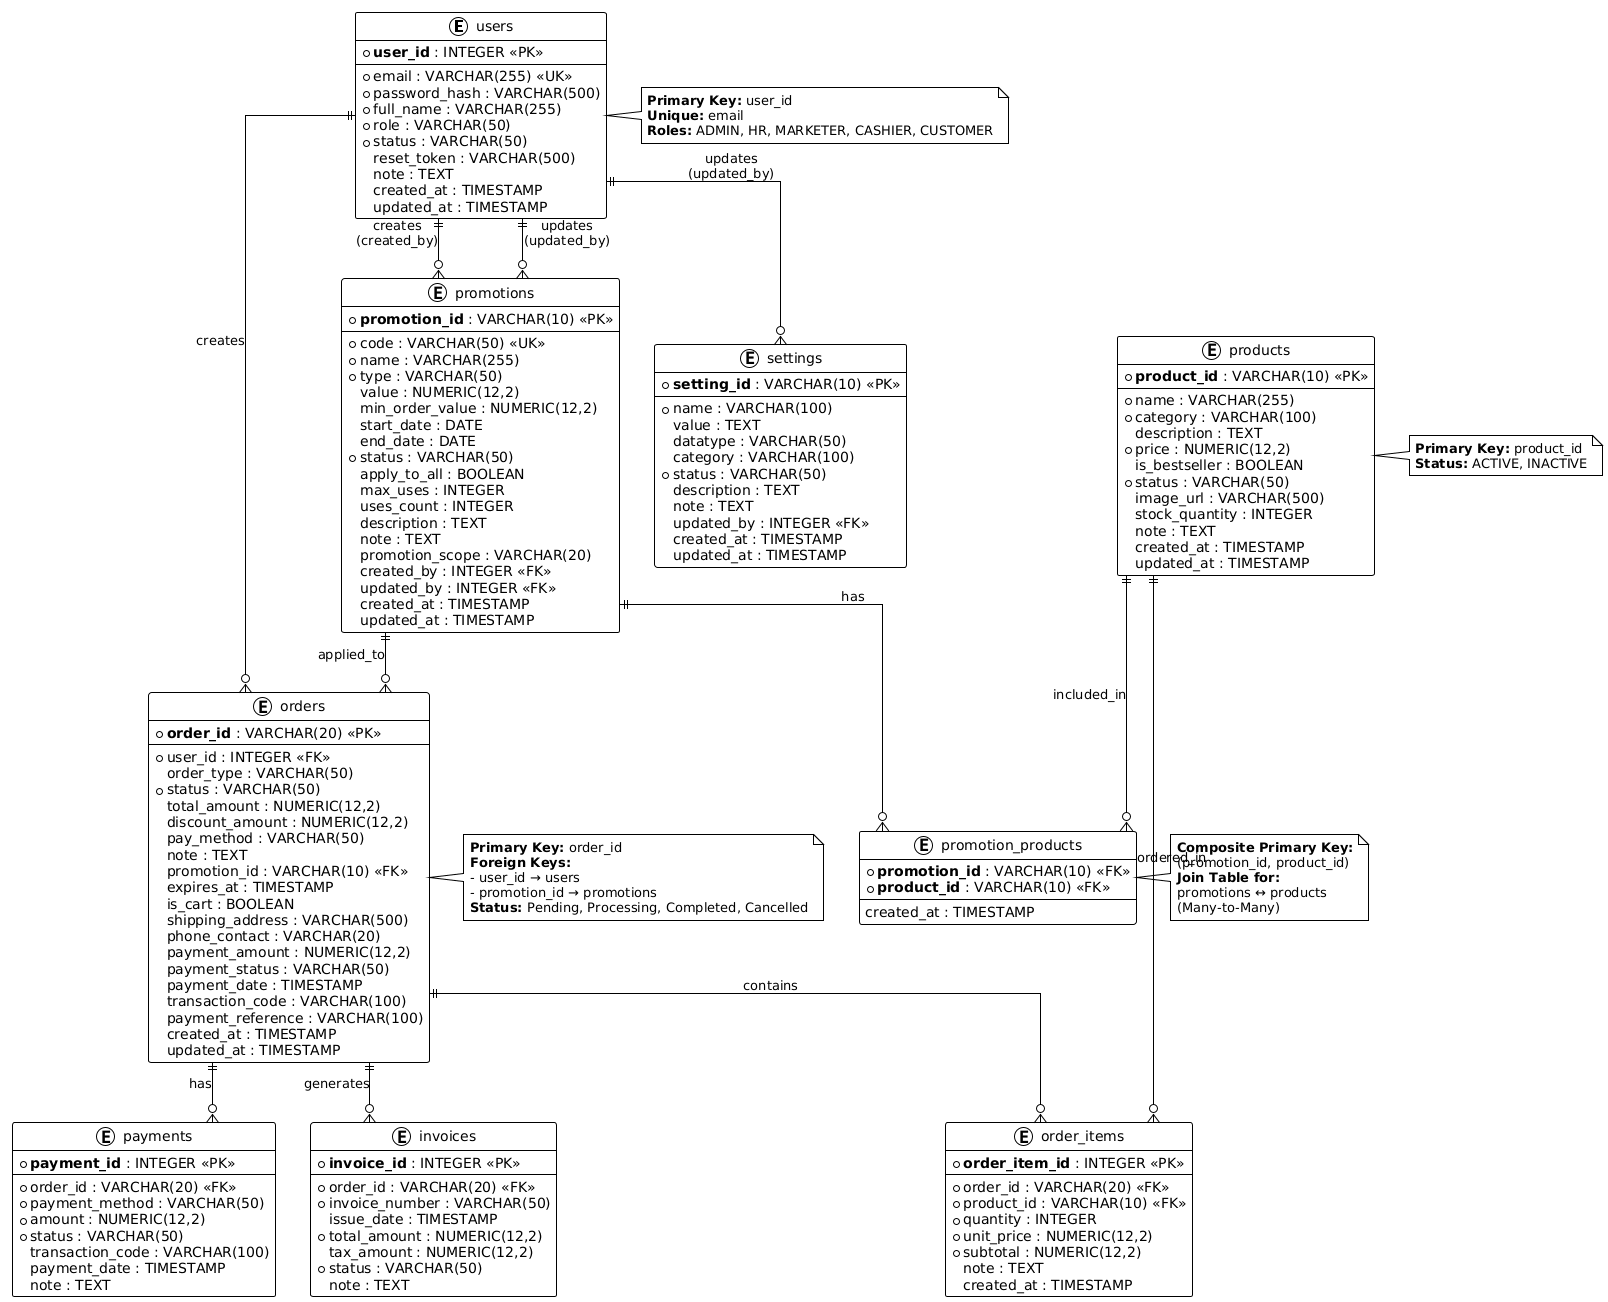 E users
user_id : INTEGER «PK»
email : VARCHAR(255) «UK»
password_hash : VARCHAR(500)
full_name : VARCHAR(255)
role : VARCHAR(50)
status : VARCHAR(50)
reset_token : VARCHAR(500)
note : TEXT
created_at : TIMESTAMP
updated_at : TIMESTAMP
Primary Key: user_id
Unique: email
Roles: ADMIN, HR, MARKETER, CASHIER, CUSTOMER
updates
(updated_by)
creates
(created_by)
updates
(updated_by)
creates
E promotions
promotion_id : VARCHAR(10) «PK»
code : VARCHAR(50) «UK»
name : VARCHAR(255)
type : VARCHAR(50)
value : NUMERIC(12,2)
min_order_value : NUMERIC(12,2)
start_date : DATE
end_date : DATE
status : VARCHAR(50)
apply_to_all : BOOLEAN
max_uses : INTEGER
uses_count : INTEGER
description : TEXT
note : TEXT
promotion_scope : VARCHAR(20)
created_by : INTEGER «FK»
updated_by : INTEGER «FK»
created_at : TIMESTAMP
updated_at : TIMESTAMP
E settings
setting_id : VARCHAR(10) «PK»
name : VARCHAR(100)
value : TEXT
datatype : VARCHAR(50)
category : VARCHAR(100)
status : VARCHAR(50)
description : TEXT
note : TEXT
updated_by : INTEGER «FK»
created_at : TIMESTAMP
updated_at : TIMESTAMP
E products
product_id : VARCHAR(10) «PK»
name : VARCHAR(255)
category : VARCHAR(100)
description : TEXT
price : NUMERIC(12,2)
is_bestseller : BOOLEAN
status : VARCHAR(50)
image_url : VARCHAR(500)
stock_quantity : INTEGER
note : TEXT
created_at : TIMESTAMP
updated_at : TIMESTAMP
Primary Key: product_id
Status: ACTIVE, INACTIVE
has
applied_to
included_in
E orders
order_id : VARCHAR(20) «PK»
user_id : INTEGER «FK»
order_type : VARCHAR(50)
status : VARCHAR(50)
total_amount : NUMERIC(12,2)
discount_amount : NUMERIC(12,2)
pay_method : VARCHAR(50)
note : TEXT
promotion_id : VARCHAR(10) «FK»
expires_at : TIMESTAMP
is_cart : BOOLEAN
shipping_address : VARCHAR(500)
phone_contact : VARCHAR(20)
payment_amount : NUMERIC(12,2)
payment_status : VARCHAR(50)
payment_date : TIMESTAMP
transaction_code : VARCHAR(100)
payment_reference : VARCHAR(100)
created_at : TIMESTAMP
updated_at : TIMESTAMP
Primary Key: order_id
Foreign Keys:
- user_id → users
- promotion_id → promotions
Status: Pending, Processing, Completed, Cancelled
E promotion_products
promotion_id : VARCHAR(10) «FK»
product_id : VARCHAR(10) «FK»
created_at : TIMESTAMP
ordered_in
Composite Primary Key:
(promotion_id, product_id)
Join Table for:
promotions ↔ products
(Many-to-Many)
contains
has
generates
E payments
payment_id : INTEGER «PK»
order_id : VARCHAR(20) «FK»
payment_method : VARCHAR(50)
amount : NUMERIC(12,2)
status : VARCHAR(50)
transaction_code : VARCHAR(100)
payment_date : TIMESTAMP
note : TEXT
E invoices
invoice_id : INTEGER «PK»
order_id : VARCHAR(20) «FK»
invoice_number : VARCHAR(50)
issue_date : TIMESTAMP
total_amount : NUMERIC(12,2)
tax_amount : NUMERIC(12,2)
status : VARCHAR(50)
note : TEXT
E order_items
order_item_id : INTEGER «PK»
order_id : VARCHAR(20) «FK»
product_id : VARCHAR(10) «FK»
quantity : INTEGER
unit_price : NUMERIC(12,2)
subtotal : NUMERIC(12,2)
note : TEXT
created_at : TIMESTAMP